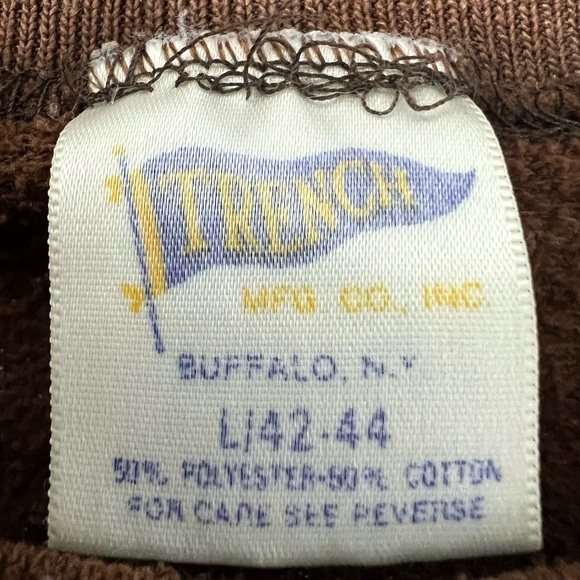 TRENCH
MFG. CO., INC.
BUFFALO, N.Y.
L/42-44
50% POLYESTER-50% COTTON
FOR CARE SEE REVERSE